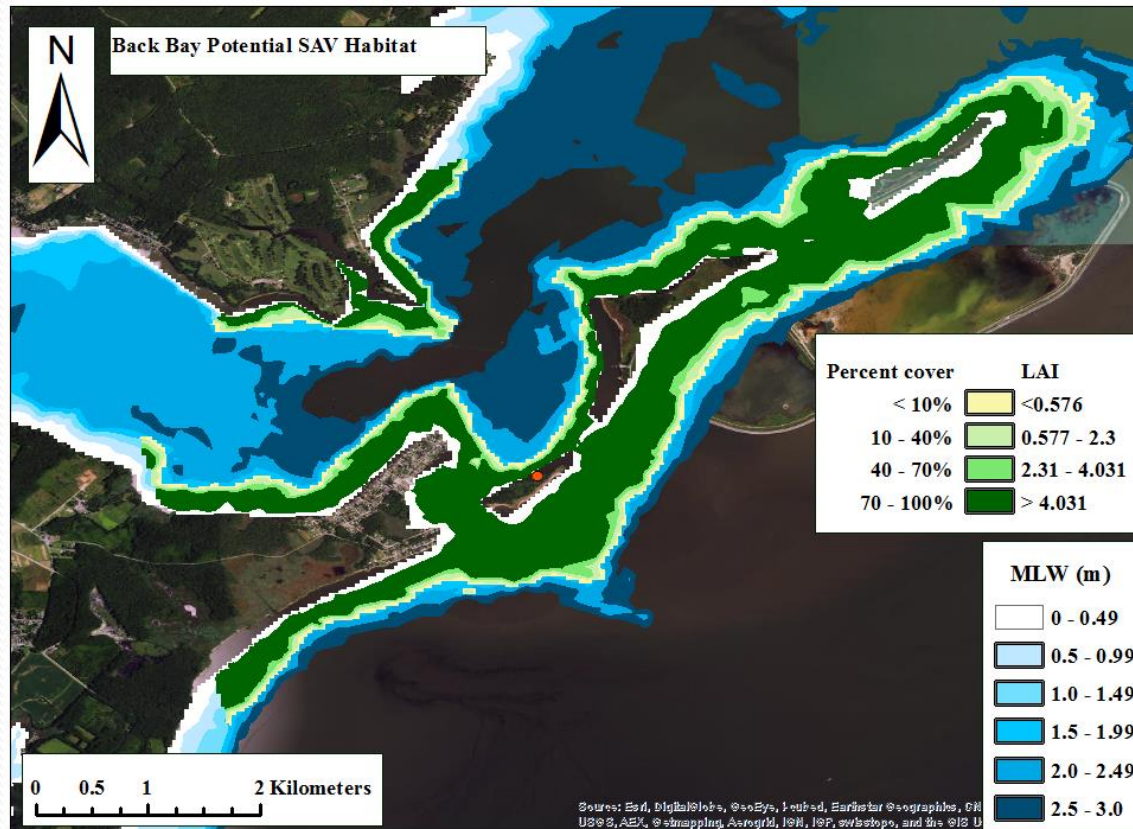 N
Back Bay Potential SAV Habitat
Percent cover LAI
< 10% <0.576
10 - 40% 0.577 - 2.3
40 - 70% 2.31 - 4.031
70 - 100% > 4.031
MLW (m)
0 - 0.49
0.5 - 0.99
1.0 - 1.49
1.5 - 1.99
2.0 - 2.49
2.5 - 3.0
0 0.5 1 2 Kilometers
Source: Esri, DigitalGlobe, GeoEye, i-cubed, Earthstar Geographics, CN
USGS, AEX, Getmapping, Aerogrid, IGN, IGP, swisstopo, and the GIS U